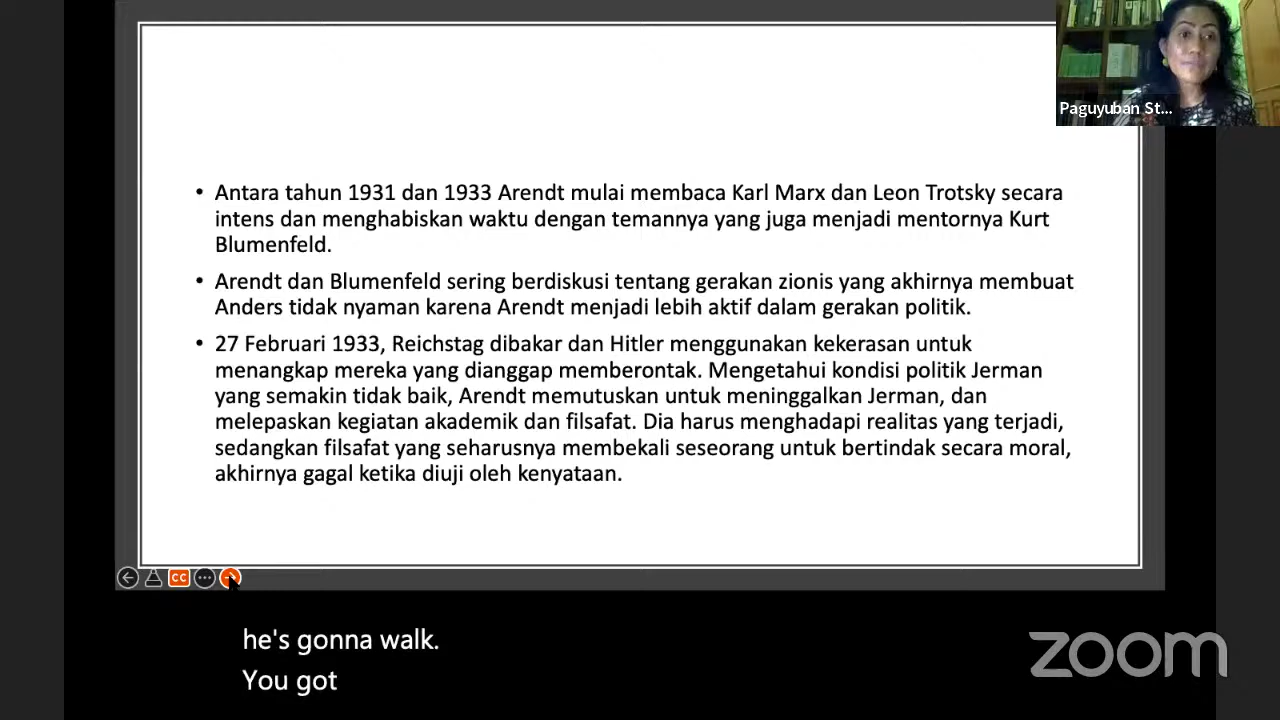 Paguyuban St...
• Antara tahun 1931 dan 1933 Arendt mulai membaca Karl Marx dan Leon Trotsky secara
intens dan menghabiskan waktu dengan temannya yang juga menjadi mentornya Kurt
Blumenfeld.
• Arendt dan Blumenfeld sering berdiskusi tentang gerakan zionis yang akhirnya membuat
Anders tidak nyaman karena Arendt menjadi lebih aktif dalam gerakan politik.
• 27 Februari 1933, Reichstag dibakar dan Hitler menggunakan kekerasan untuk
menangkap mereka yang dianggap memberontak. Mengetahui kondisi politik Jerman
yang semakin tidak baik, Arendt memutuskan untuk meninggalkan Jerman, dan
melepaskan kegiatan akademik dan filsafat. Dia harus menghadapi realitas yang terjadi,
sedangkan filsafat yang seharusnya membekali seseorang untuk bertindak secara moral,
akhirnya gagal ketika diuji oleh kenyataan.
CC
he's gonna walk.
You got
zoom